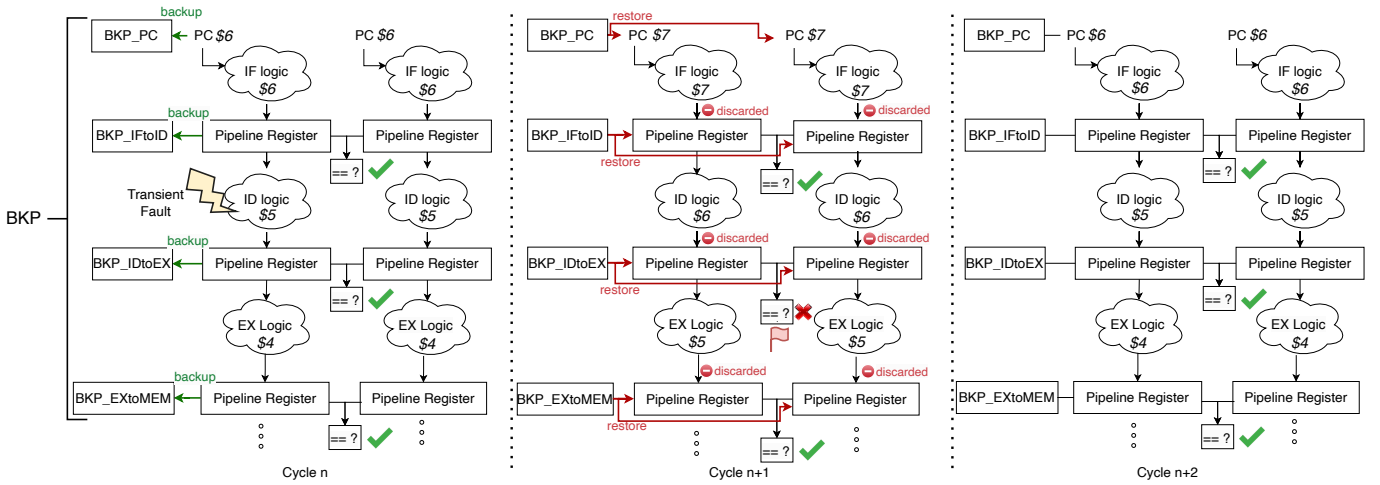 BKP
backup
BKP_PC
PC $6
PC $6
IF logic
$6
IF logic
$6
backup
BKP_IFtoID
Pipeline Register
Pipeline Register
== ?
Transient
Fault
ID logic
$5
ID logic
$5
backup
BKP_IDtoEX
Pipeline Register
Pipeline Register
== ?
EX Logic
$4
EX Logic
$4
backup
BKP_EXtoMEM
Pipeline Register
Pipeline Register
== ?
Cycle n
restore
BKP_PC
PC $7
PC $7
IF logic
$7
IF logic
$7
discarded
discarded
BKP_IFtoID
Pipeline Register
Pipeline Register
restore
== ?
ID logic
$6
ID logic
$6
discarded
discarded
BKP_IDtoEX
Pipeline Register
Pipeline Register
restore
== ?
EX Logic
$5
EX Logic
$5
discarded
discarded
BKP_EXtoMEM
Pipeline Register
Pipeline Register
restore
== ?
Cycle n+1
BKP_PC
PC $6
PC $6
IF logic
$6
IF logic
$6
BKP_IFtoID
Pipeline Register
Pipeline Register
== ?
ID logic
$5
ID logic
$5
BKP_IDtoEX
Pipeline Register
Pipeline Register
== ?
EX Logic
$4
EX Logic
$4
BKP_EXtoMEM
Pipeline Register
Pipeline Register
== ?
Cycle n+2